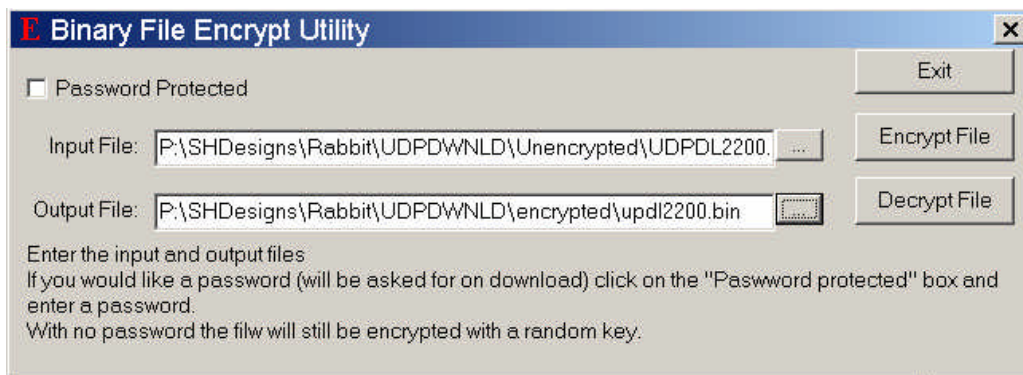 E Binary File Encrypt Utility
Exit
Password Protected
Input File: P:\SHDesigns\Rabbit\UDPDWNLD\Unencrypted\UDPDL2200. ...
Encrypt File
Output File: P:\SHDesigns\Rabbit\UDPDWNLD\encrypted\updl2200.bin ...
Decrypt File
Enter the input and output files
If you would like a password (will be asked for on download) click on the "Paswword protected" box and
enter a password.
With no password the filw will still be encrypted with a random key.